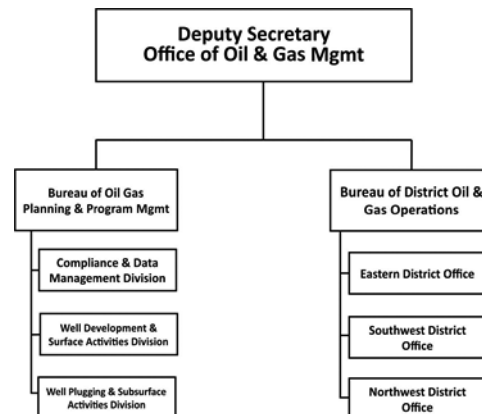 Deputy Secretary
Office of Oil & Gas Mgmt
Bureau of Oil Gas
Planning & Program Mgmt
Compliance & Data
Management Division
Well Development &
Surface Activities Division
Well Plugging & Subsurface
Activities Division
Bureau of District Oil &
Gas Operations
Eastern District Office
Southwest District
Office
Northwest District
Office